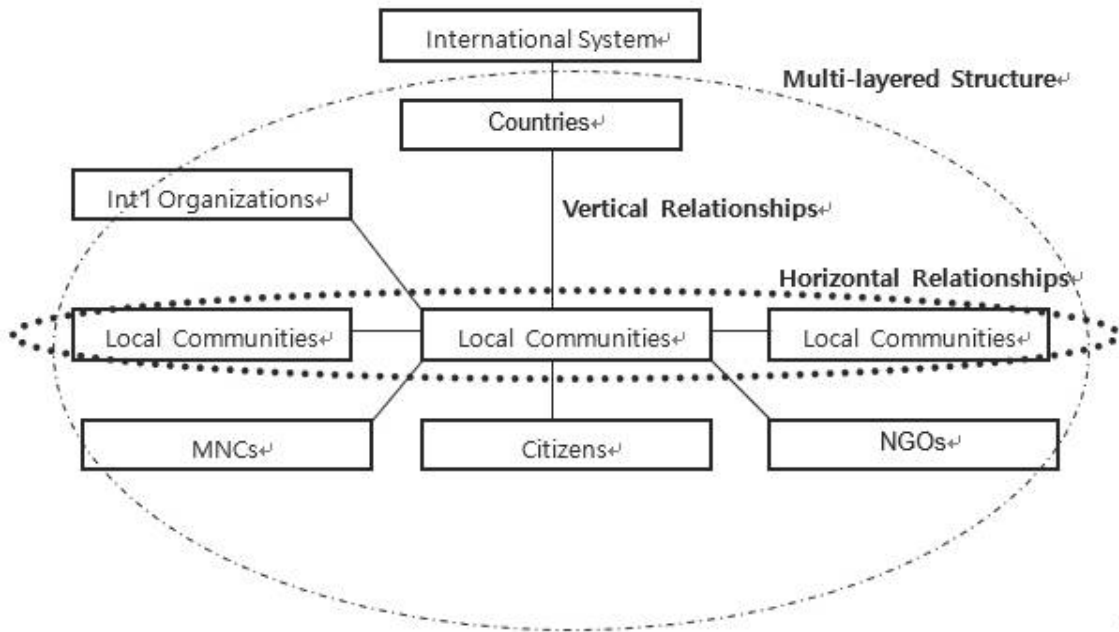 International System↵
Multi-layered Structure↵
Countries↵
Int'l Organizations↵
Vertical Relationships↵
Horizontal Relationships↵
Local Communities↵
Local Communities↵
Local Communities↵
MNCs↵
Citizens↵
NGOs↵